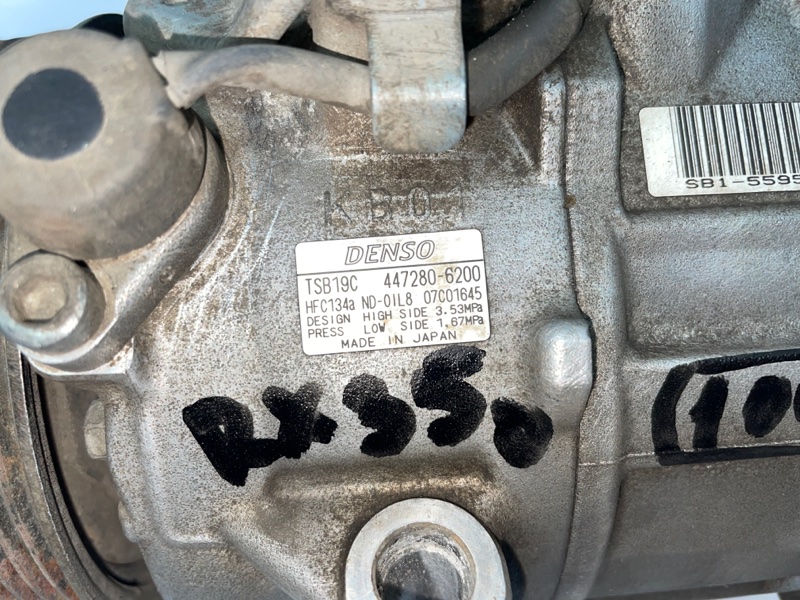 SB1-5595
KB01
DENSO
TSB19C 447280-6200
HFC134a ND-OIL8 07C01645
DESIGN HIGH SIDE 3.53MPa
PRESS LOW SIDE 1.67MPa
MADE IN JAPAN
RX350
(10